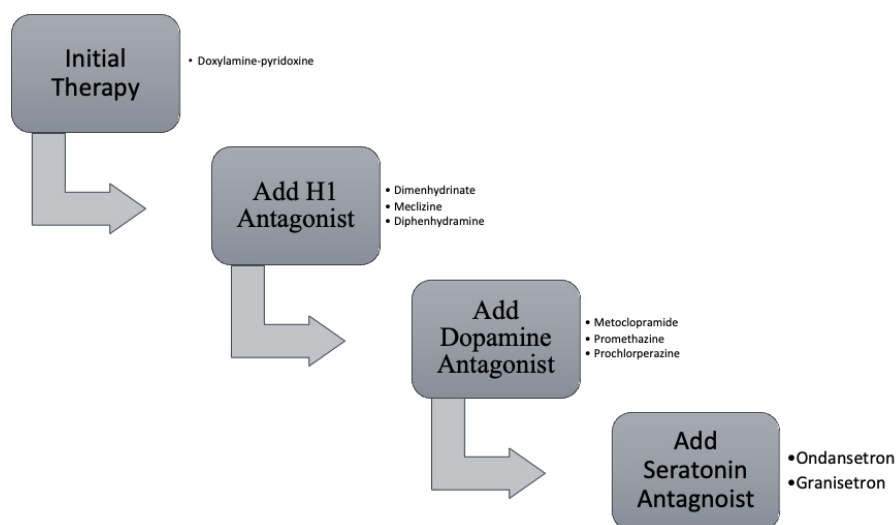 Initial
Therapy
• Doxylamine-pyridoxine
Add H1
Antagonist
• Dimenhydrinate
• Meclizine
• Diphenhydramine
Add
Dopamine
Antagonist
• Metoclopramide
• Promethazine
• Prochlorperazine
Add
Seratonin
Antagnoist
•Ondansetron
•Granisetron